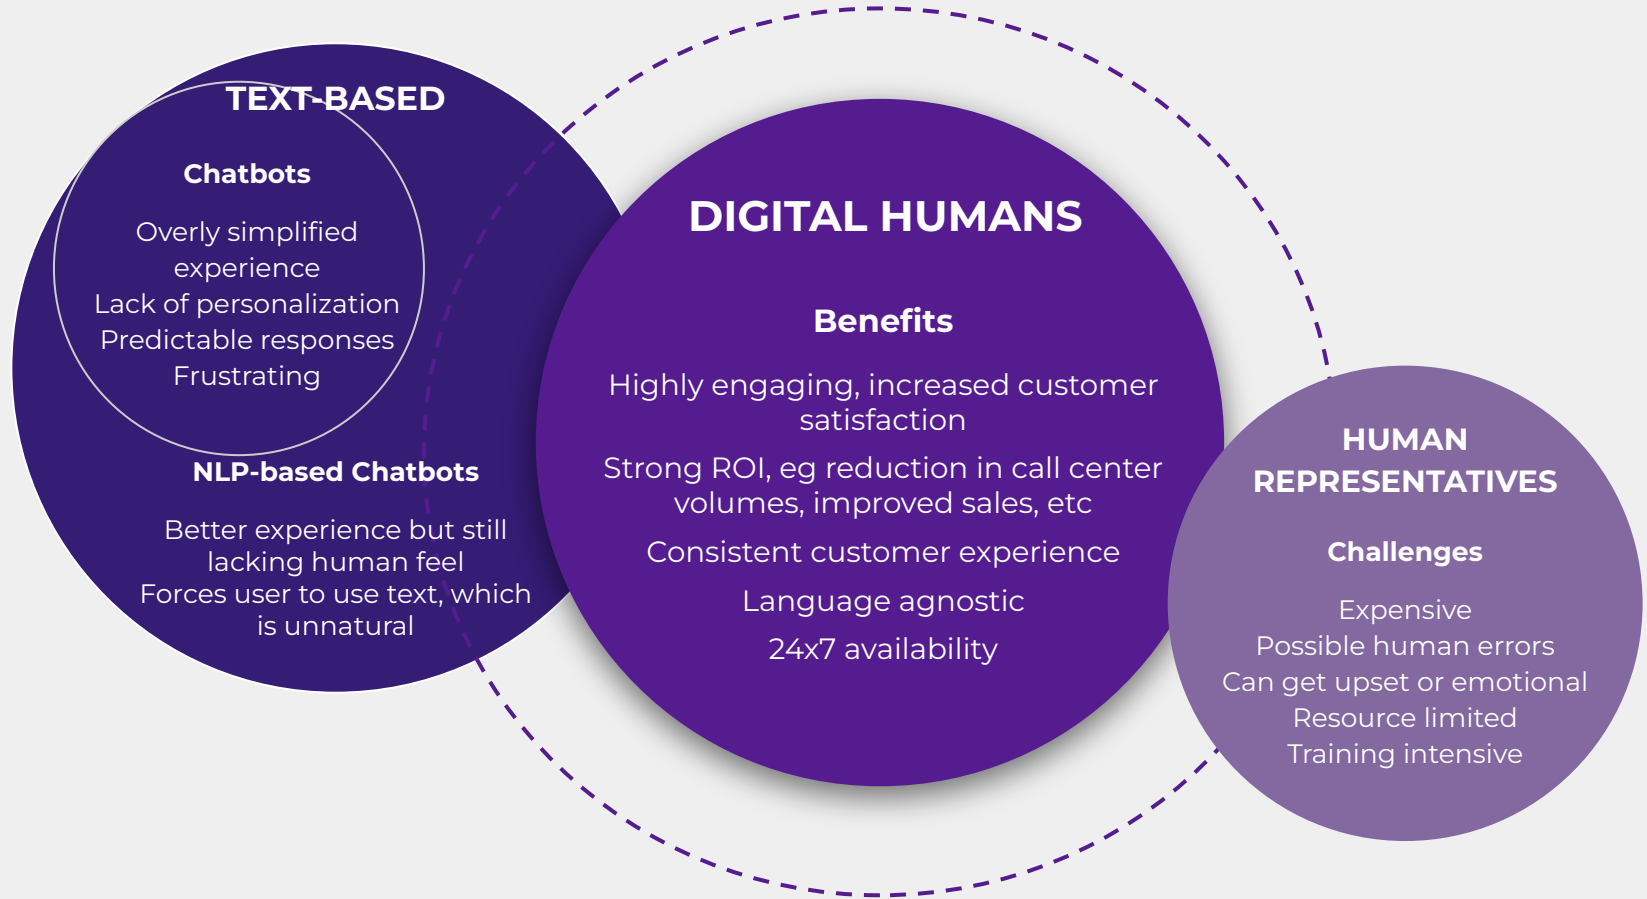 TEXT-BASED
Chatbots
Overly simplified
experience
Lack of personalization
Predictable responses
Frustrating
NLP-based Chatbots
Better experience but still
lacking human feel
Forces user to use text, which
is unnatural
DIGITAL HUMANS
Benefits
Highly engaging, increased customer
satisfaction
Strong ROI, eg reduction in call center
volumes, improved sales, etc
Consistent customer experience
Language agnostic
24x7 availability
HUMAN
REPRESENTATIVES
Challenges
Expensive
Possible human errors
Can get upset or emotional
Resource limited
Training intensive